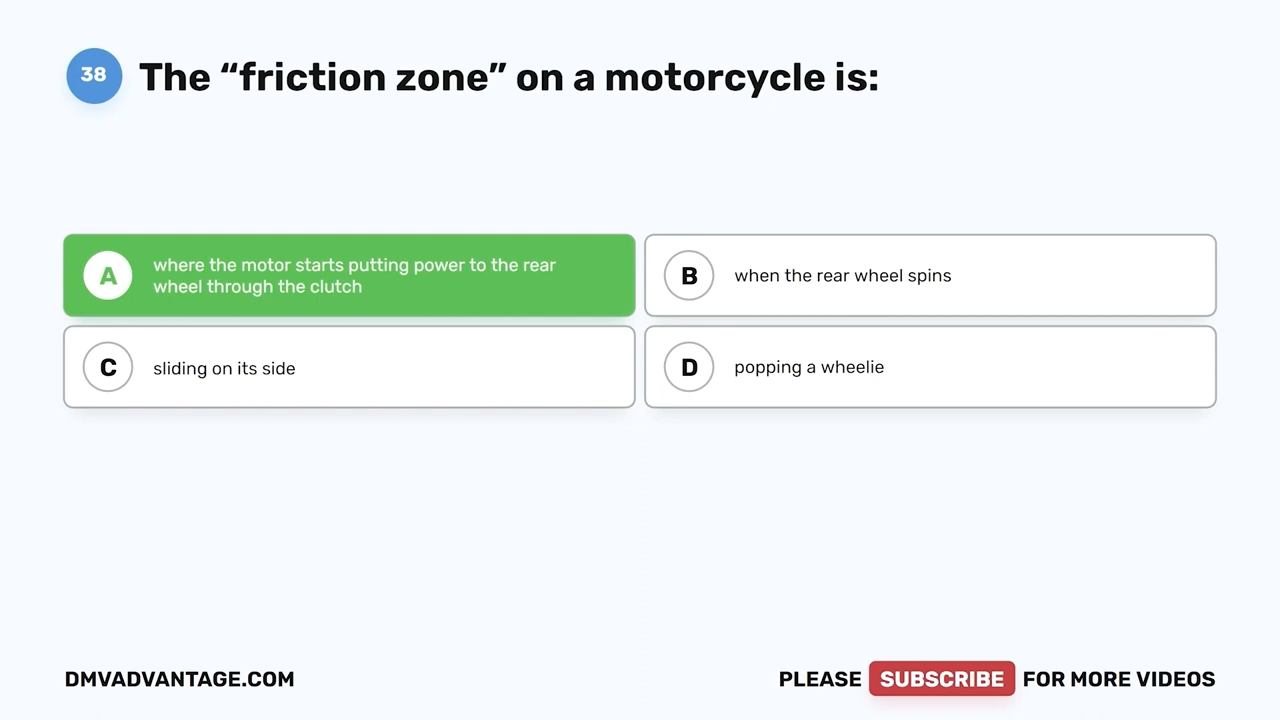 38 The “friction zone” on a motorcycle is:
A where the motor starts putting power to the rear
wheel through the clutch
B when the rear wheel spins
C sliding on its side
D popping a wheelie
DMVADVANTAGE.COM
PLEASE SUBSCRIBE FOR MORE VIDEOS